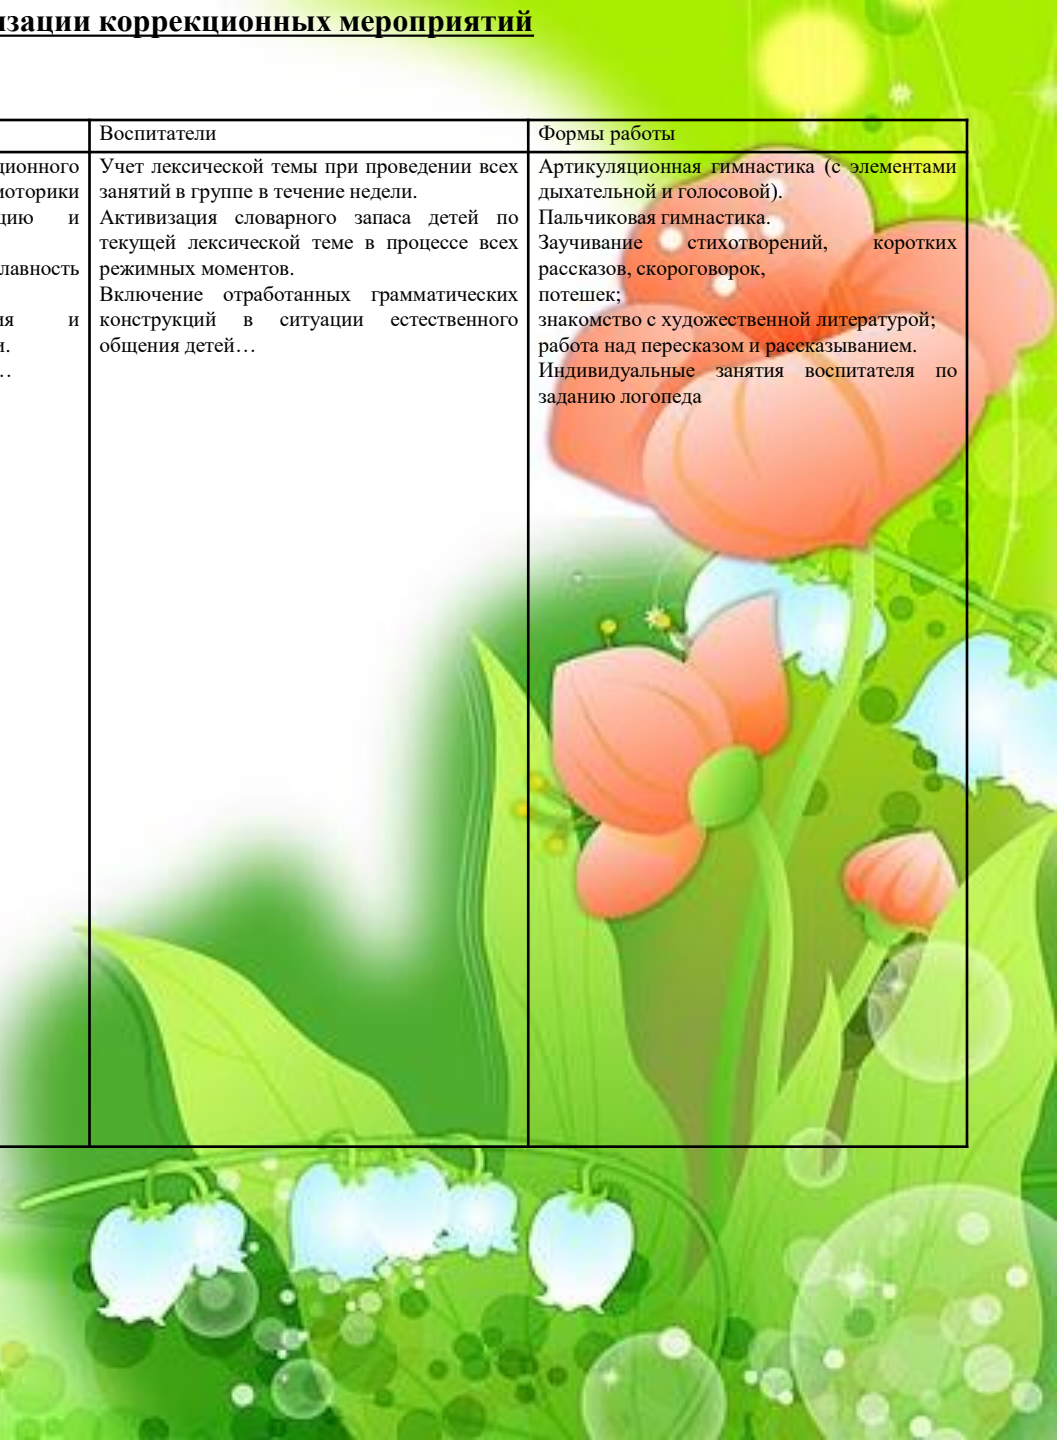 изации коррекционных мероприятий
Воспитатели
Формы работы
ционного
моторики
цию и
лавность
ия и
и.
…
Учет лексической темы при проведении всех
занятий в группе в течение недели.
Активизация словарного запаса детей по
текущей лексической теме в процессе всех
режимных моментов.
Включение отработанных грамматических
конструкций в ситуации естественного
общения детей…
Артикуляционная гимнастика (с элементами
дыхательной и голосовой).
Пальчиковая гимнастика.
Заучивание стихотворений, коротких
рассказов, скороговорок,
потешек;
знакомство с художественной литературой;
работа над пересказом и рассказыванием.
Индивидуальные занятия воспитателя по
заданию логопеда